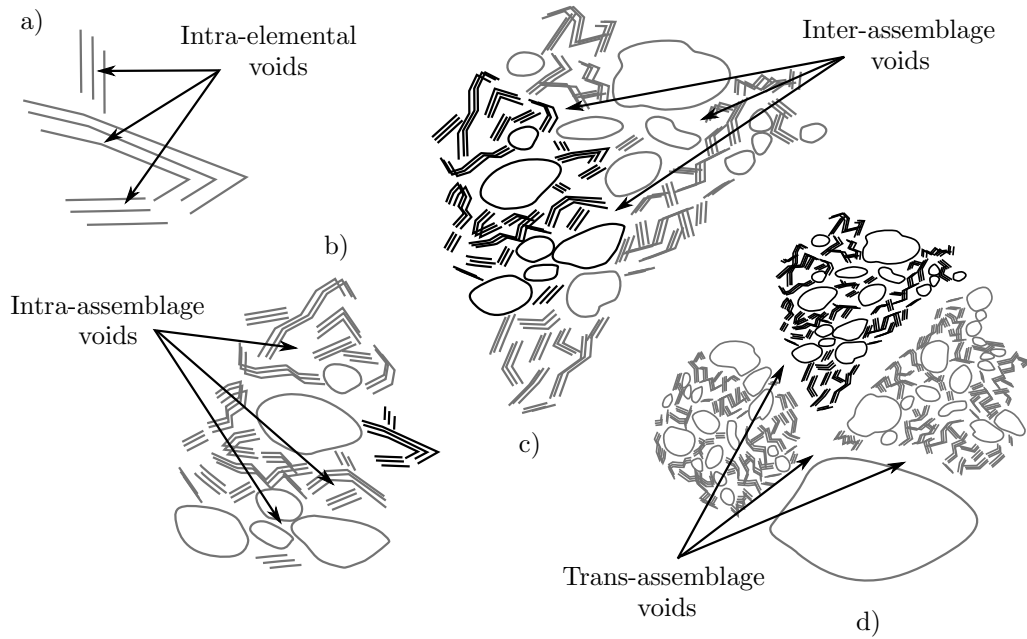 a)
Intra-elemental
voids
Inter-assemblage
voids
b)
Intra-assemblage
voids
c)
Trans-assemblage
voids
d)